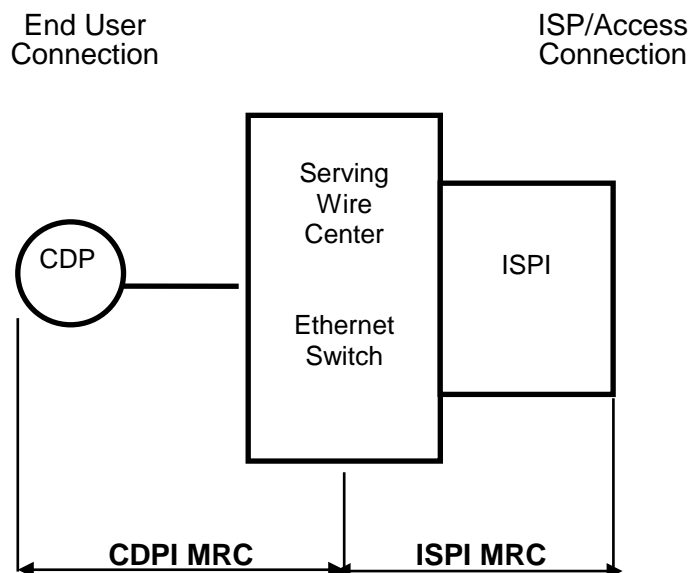 End User
Connection
ISP/Access
Connection
Serving
Wire
Center
CDP
ISPI
Ethernet
Switch
CDPI MRC
ISPI MRC